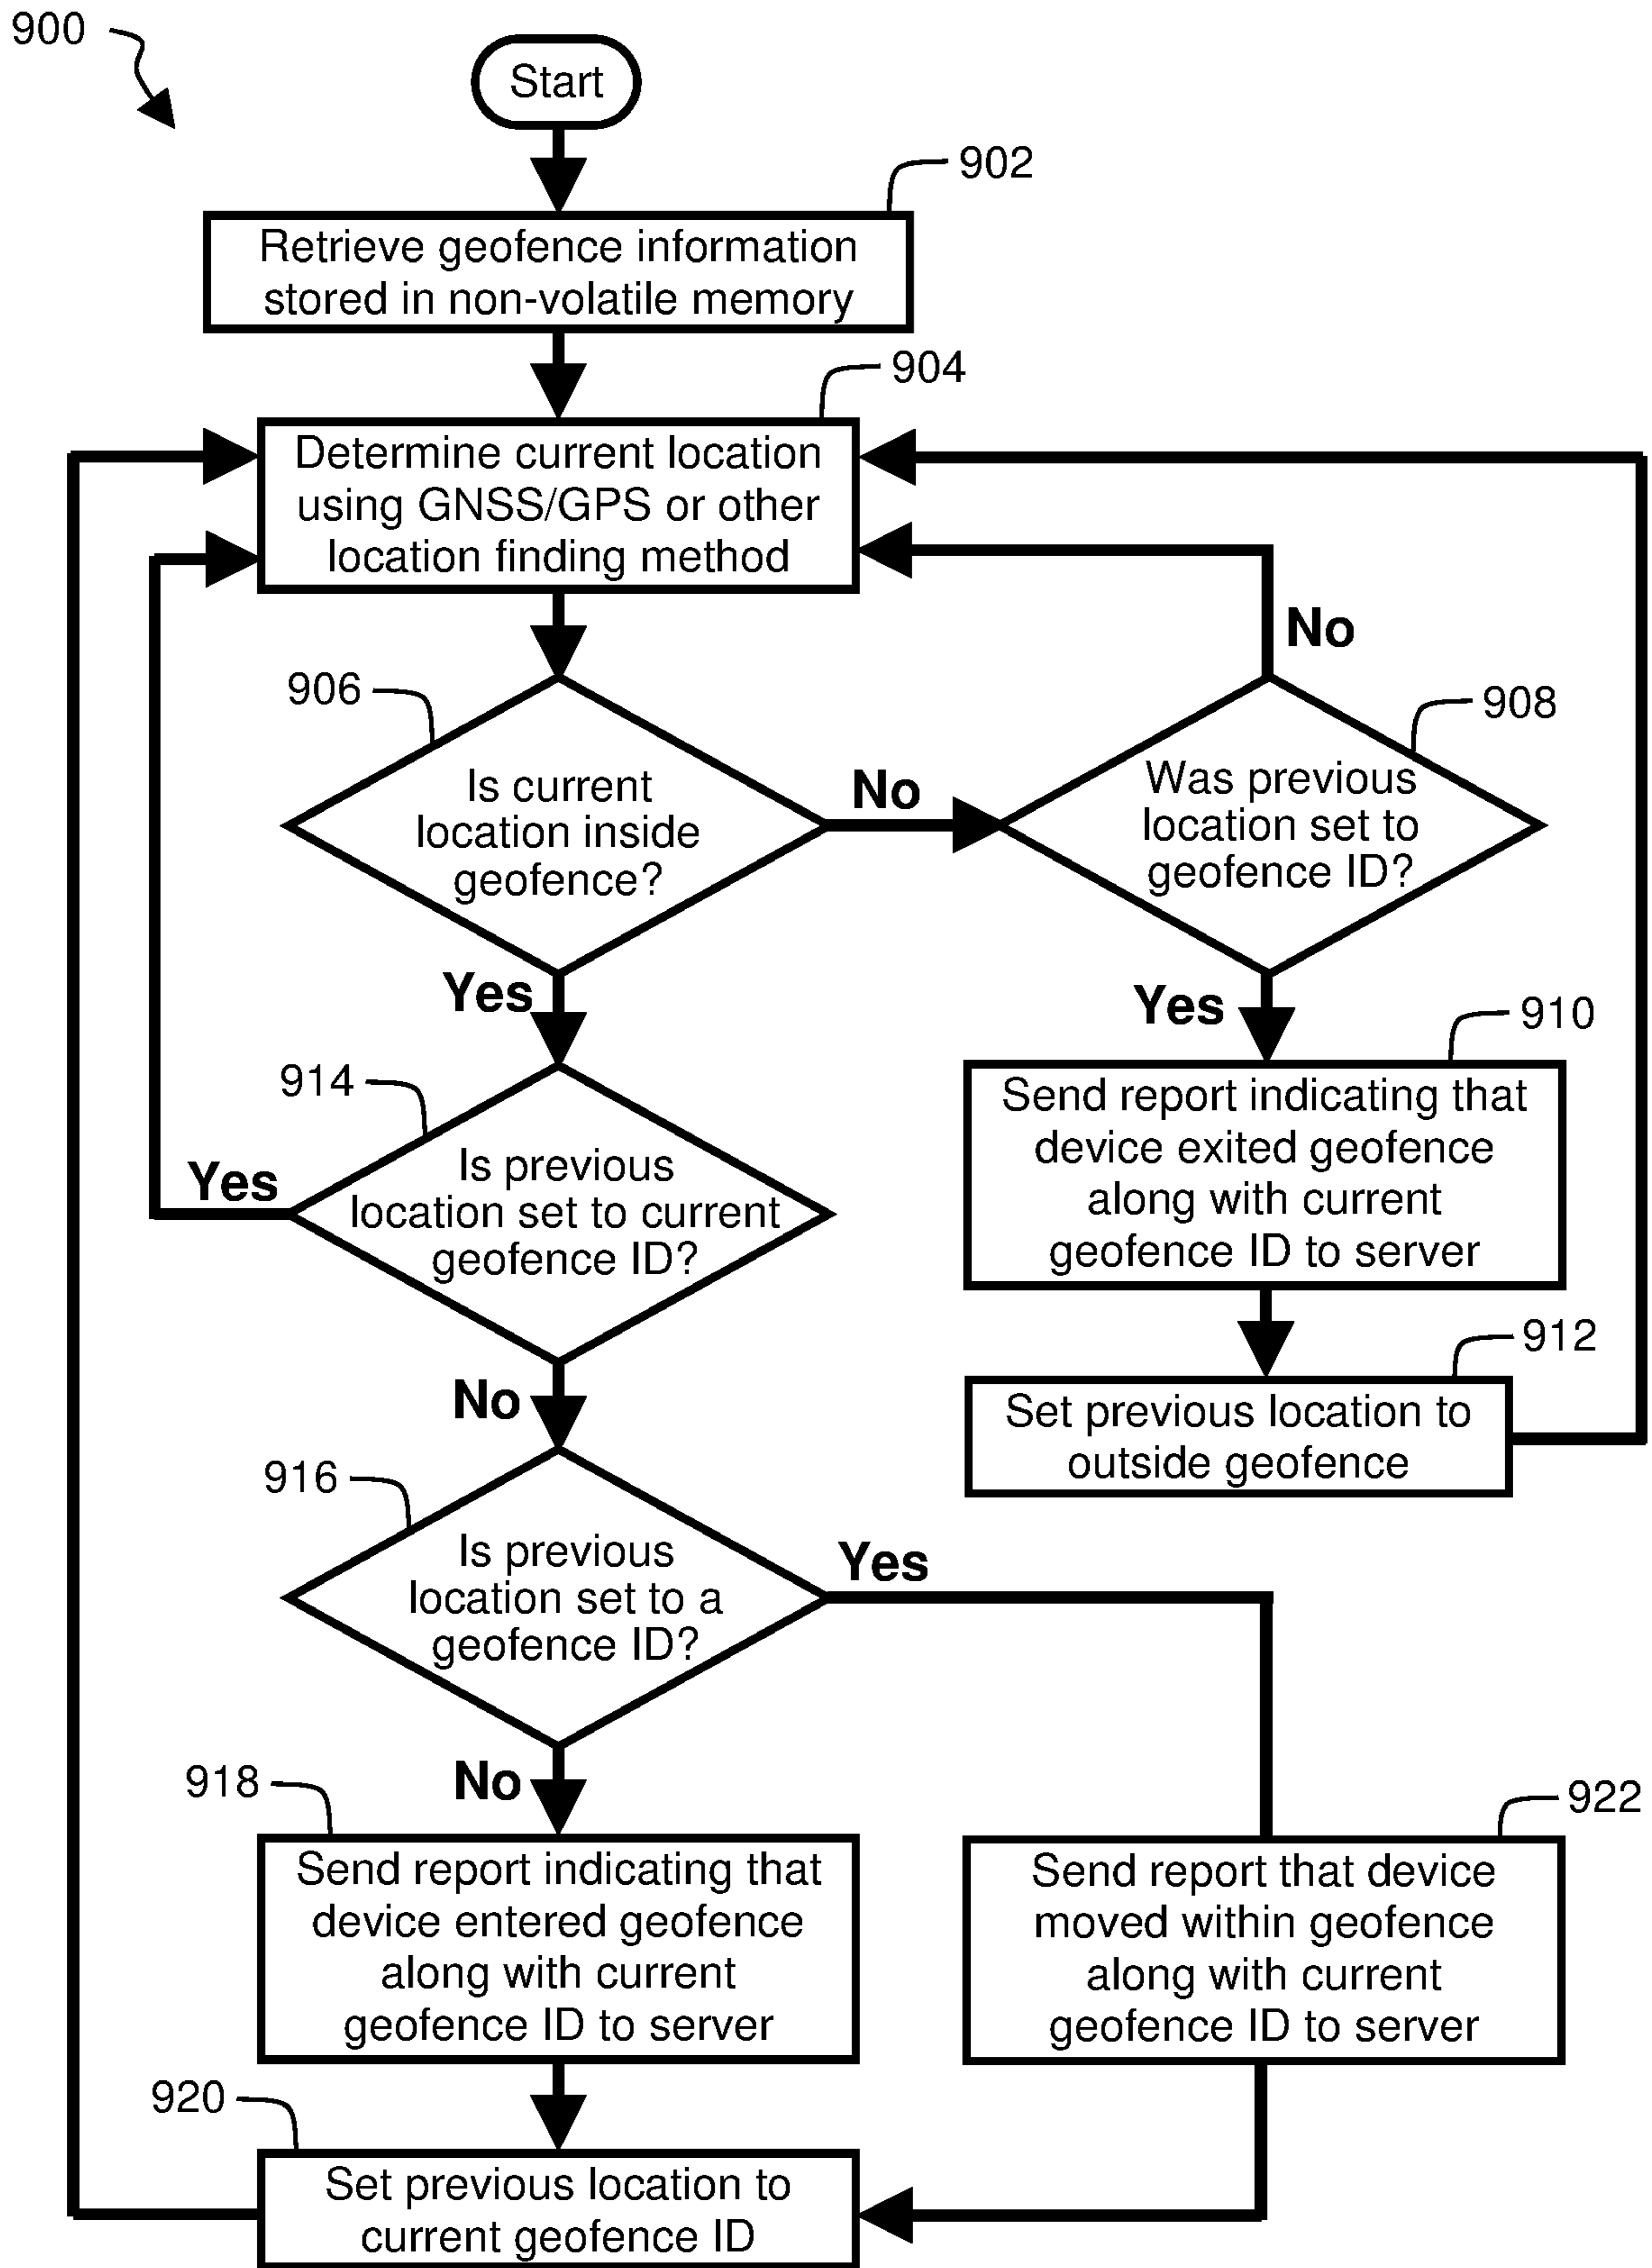 900
Start
902
Retrieve geofence information
stored in non-volatile memory
904
Determine current location
using GNSS/GPS or other
location finding method
No
906
Is current
location inside
geofence?
No
908
Was previous
location set to
geofence ID?
Yes
Yes
910
Send report indicating that
device exited geofence
along with current
geofence ID to server
912
Set previous location to
outside geofence
914
Is previous
location set to current
geofence ID?
Yes
No
916
Is previous
location set to a
geofence ID?
Yes
No
918
Send report indicating that
device entered geofence
along with current
geofence ID to server
922
Send report that device
moved within geofence
along with current
geofence ID to server
920
Set previous location to
current geofence ID